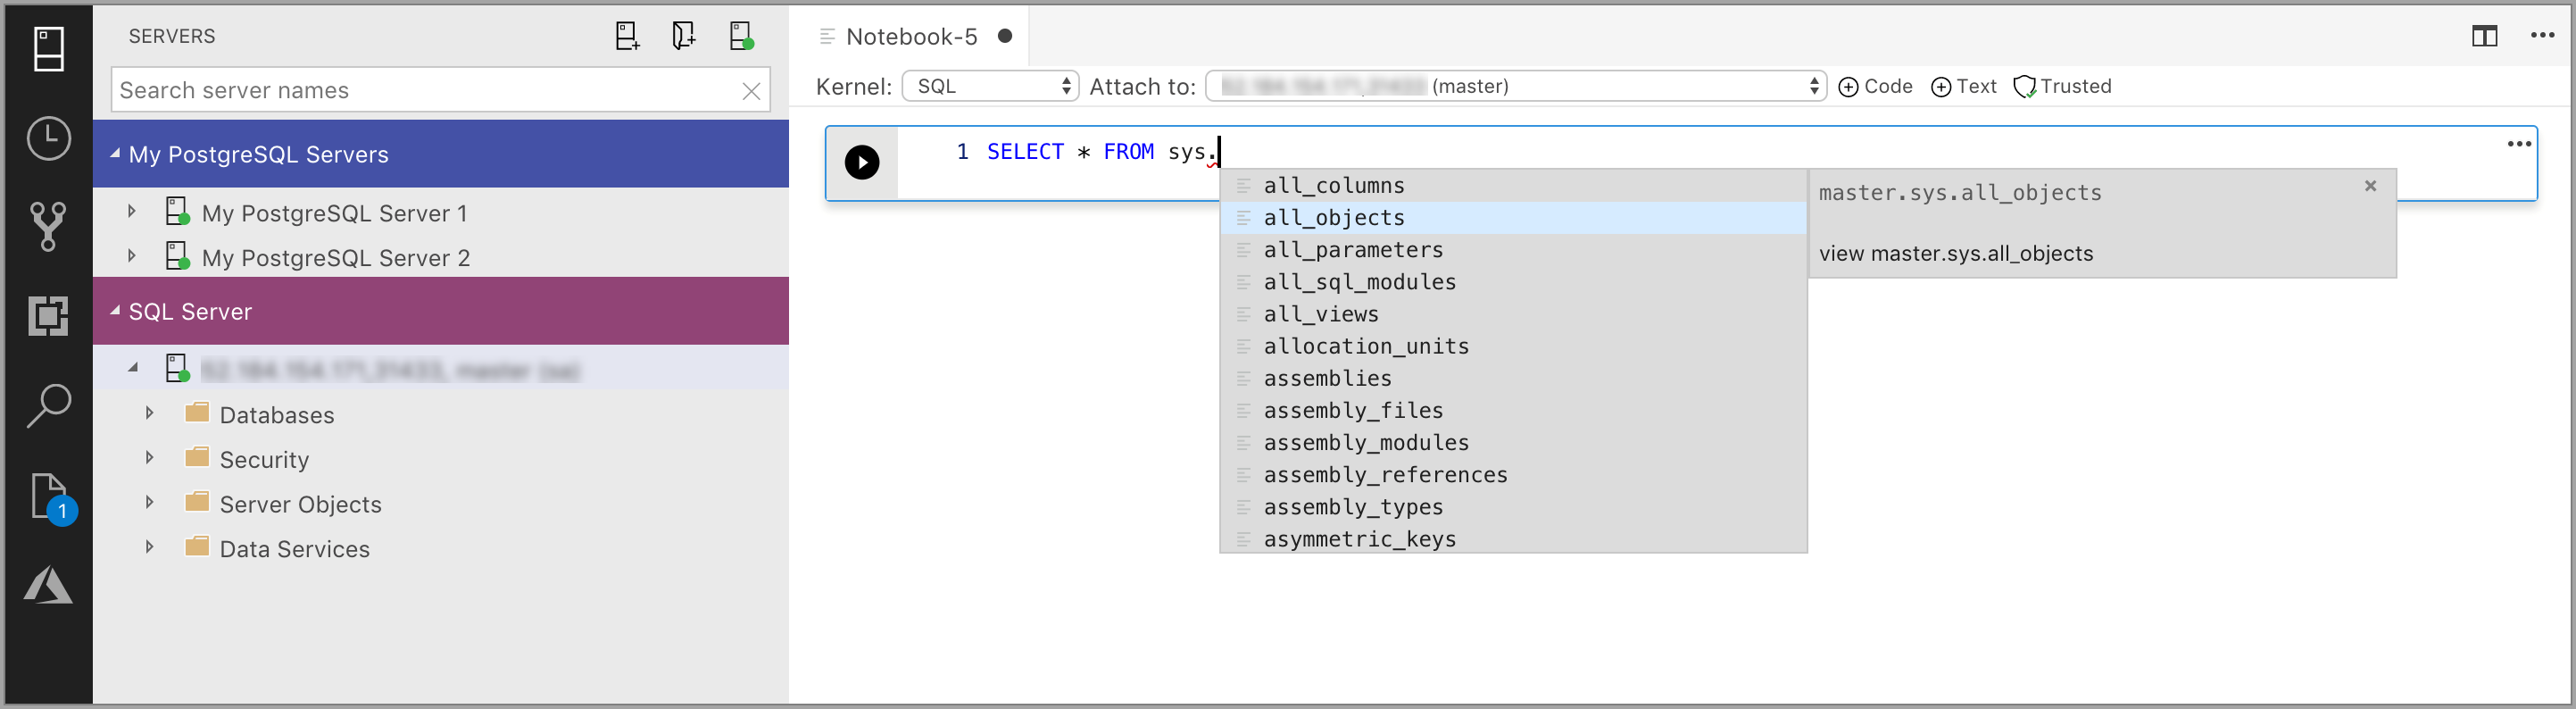 SERVERS
Search server names
My PostgreSQL Servers
My PostgreSQL Server 1
My PostgreSQL Server 2
SQL Server
Databases
Security
Server Objects
Data Services
1
Notebook-5
Kernel: SQL Attach to: (master) Code Text Trusted
1 SELECT * FROM sys.
all_columns
all_objects
all_parameters
all_sql_modules
all_views
allocation_units
assemblies
assembly_files
assembly_modules
assembly_references
assembly_types
asymmetric_keys
master.sys.all_objects
view master.sys.all_objects